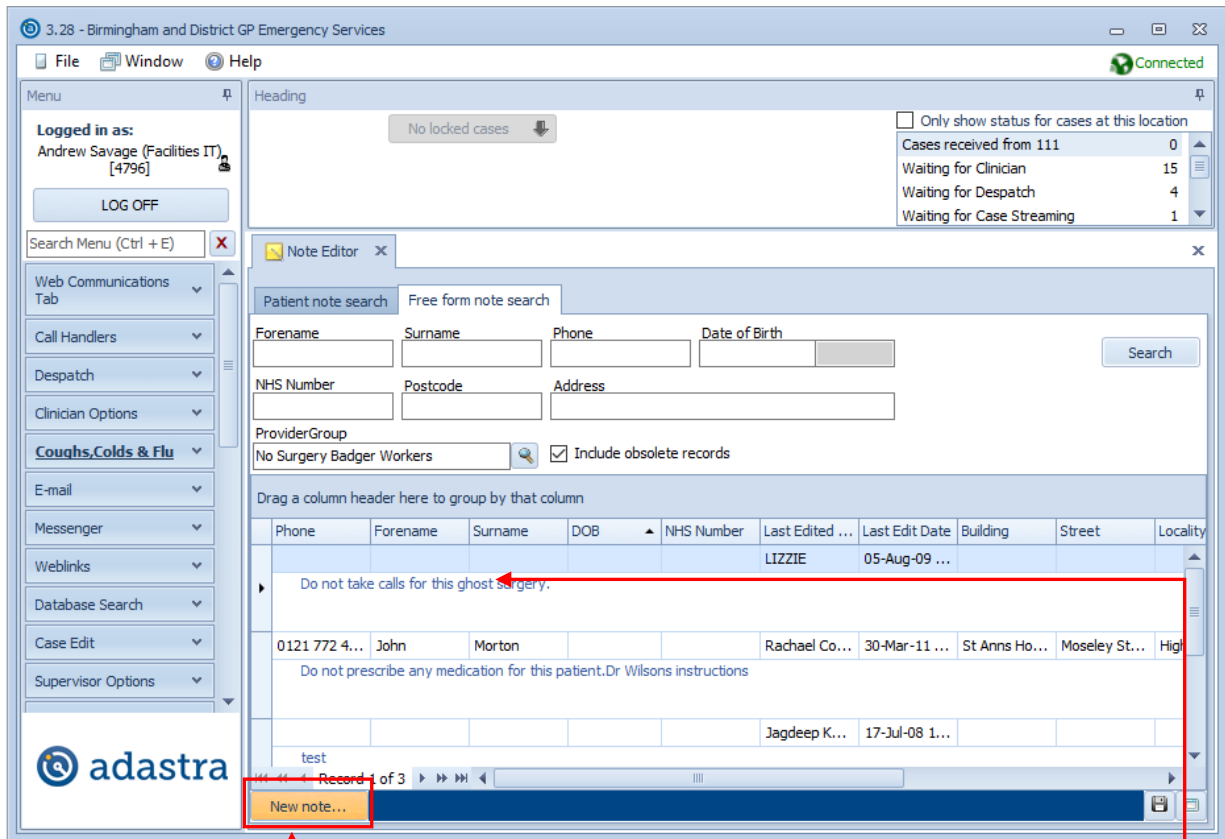 3.28 - Birmingham and District GP Emergency Services
File Window Help
Connected
Menu
Heading
Logged in as:
Andrew Savage (Facilities IT)
[4796]
LOG OFF
Search Menu (Ctrl + E)
No locked cases
Only show status for cases at this location
Cases received from 111 0
Waiting for Clinician 15
Waiting for Despatch 4
Waiting for Case Streaming 1
Web Communications
Tab
Call Handlers
Despatch
Clinician Options
Coughs,Colds & Flu
E-mail
Messenger
Weblinks
Database Search
Case Edit
Supervisor Options
adastra
Note Editor
Patient note search Free form note search
Forename Surname Phone Date of Birth
Search
NHS Number Postcode Address
ProviderGroup
No Surgery Badger Workers Include obsolete records
Drag a column header here to group by that column
Phone Forename Surname DOB NHS Number Last Edited ... Last Edit Date Building Street Locality
LIZZIE 05-Aug-09 ...
Do not take calls for this ghost surgery.
0121 772 4... John Morton Rachael Co... 30-Mar-11 ... St Anns Ho... Moseley St... High
Do not prescribe any medication for this patient.Dr Wilsons instructions
Jagdeep K... 17-Jul-08 1...
test
Record 1 of 3
New note...